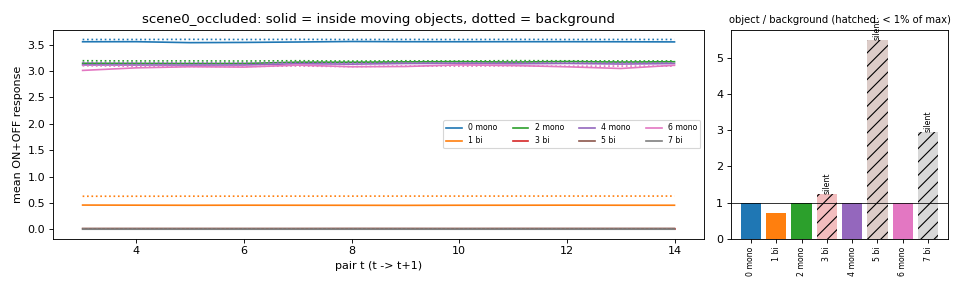 scene0_occluded: solid = inside moving objects, dotted = background
mean ON+OFF response
3.5
3.0
2.5
2.0
1.5
1.0
0.5
0.0
0 mono
2 mono
4 mono
6 mono
1 bi
3 bi
5 bi
7 bi
4
6
8
10
12
14
pair t (t -> t+1)
object / background (hatched: < 1% of max)
5
4
3
2
1
0
silent
silent
silent
0 mono
1 bi
2 mono
3 bi
4 mono
5 bi
6 mono
7 bi